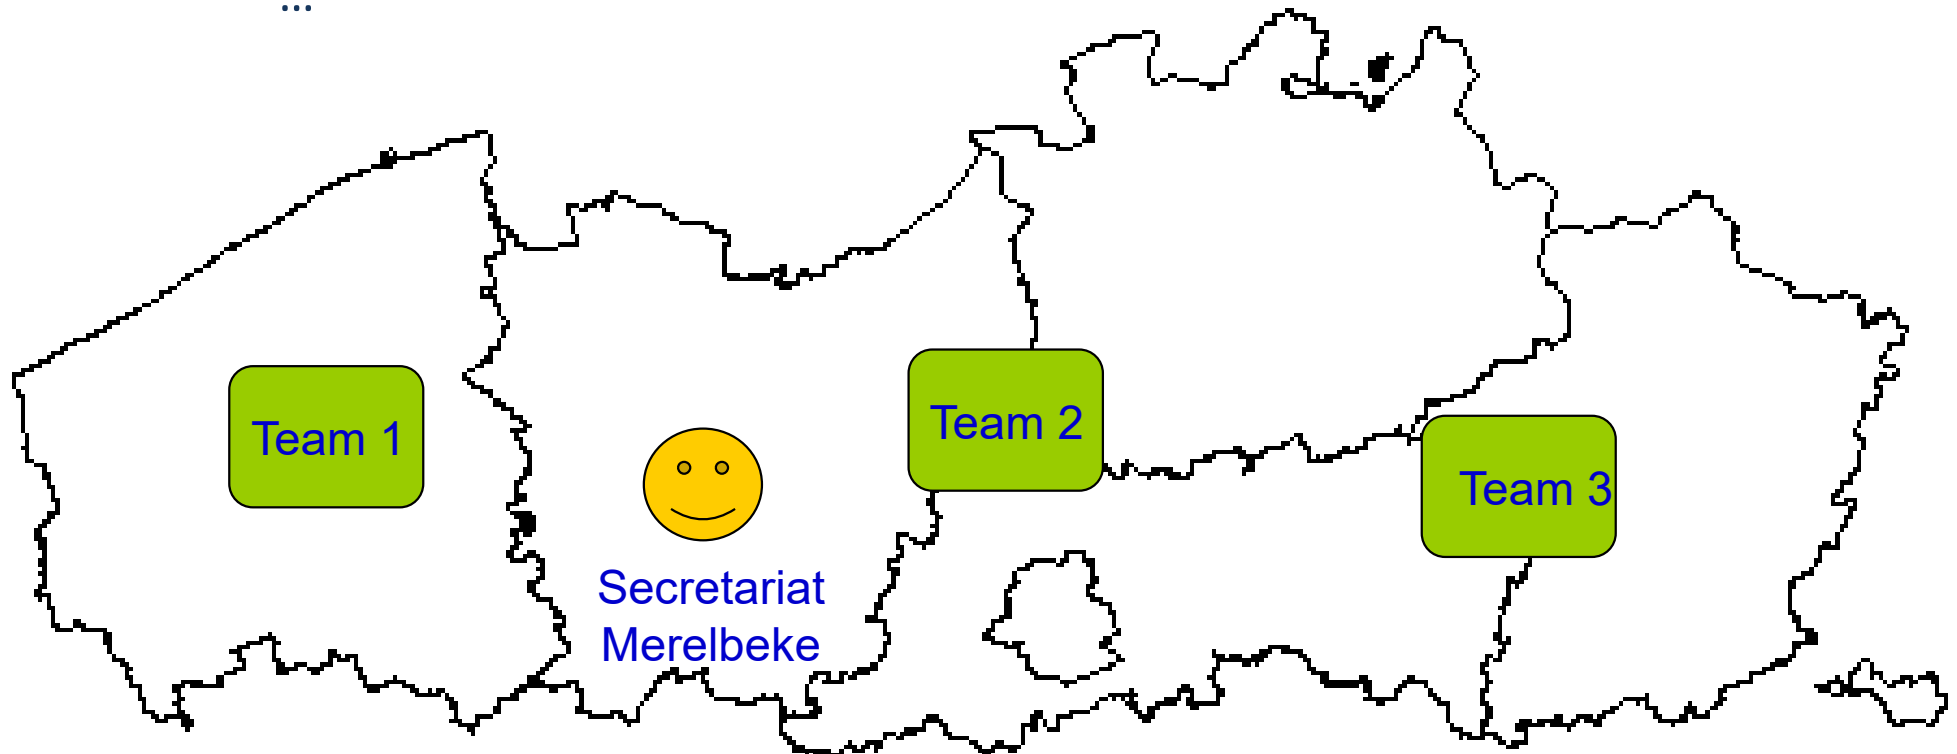 ...
Team 1
Team 2
Team 3
Secretariat
Merelbeke